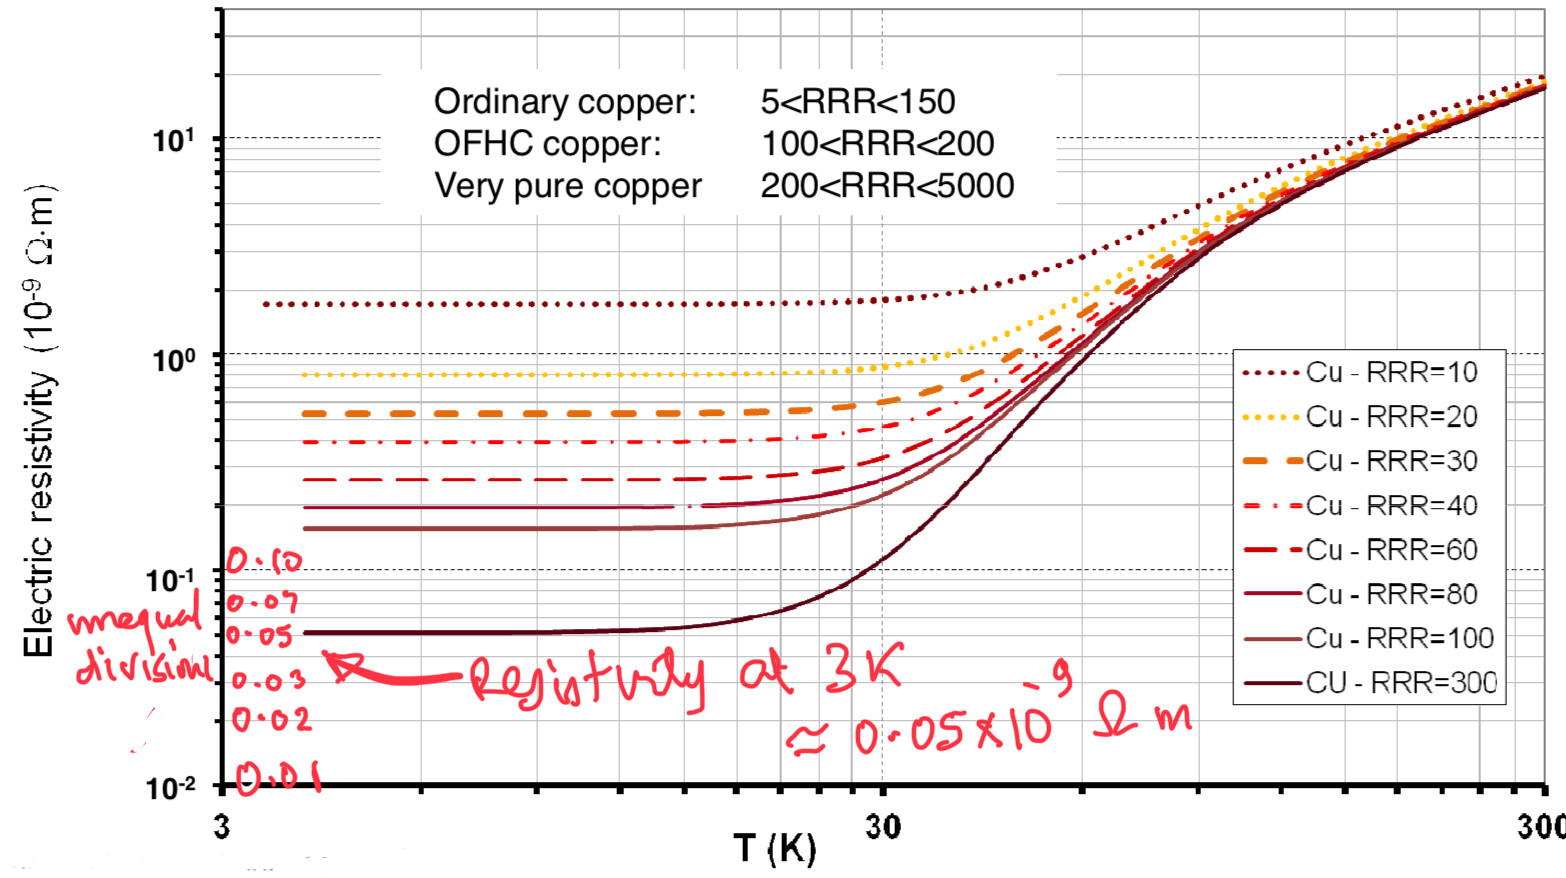 Ordinary copper: 5<RRR<150
OFHC copper: 100<RRR<200
Very pure copper 200<RRR<5000
Electric resistivity (10⁻⁹ Ω·m)
10¹
10⁰
10⁻¹
10⁻²
0.10
0.07
0.05
0.03
0.02
0.01
unequal
division
Resistivity at 3K
≈ 0.05×10⁻⁹ Ω m
Cu - RRR=10
Cu - RRR=20
Cu - RRR=30
Cu - RRR=40
Cu - RRR=60
Cu - RRR=80
Cu - RRR=100
CU - RRR=300
3
30
300
T (K)